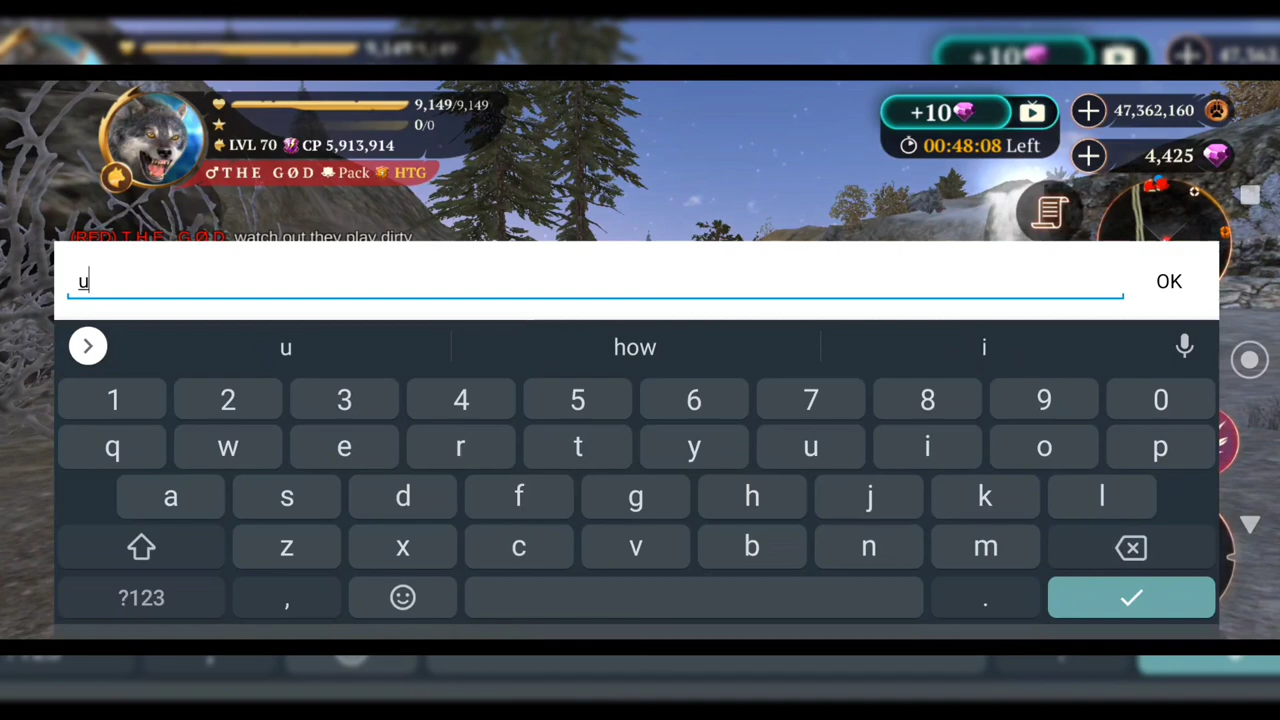 9,149/9,149
+10
47,362,160
0/0
LVL 70 CP 5,913,914
00:48:08 Left
4,425
♂T H E G Ø D Pack HTG
(RED) T H E G Ø D: watch out they play dirty
u
OK
u how i
1 2 3 4 5 6 7 8 9 0
q w e r t y u i o p
a s d f g h j k l
z x c v b n m
?123 , .